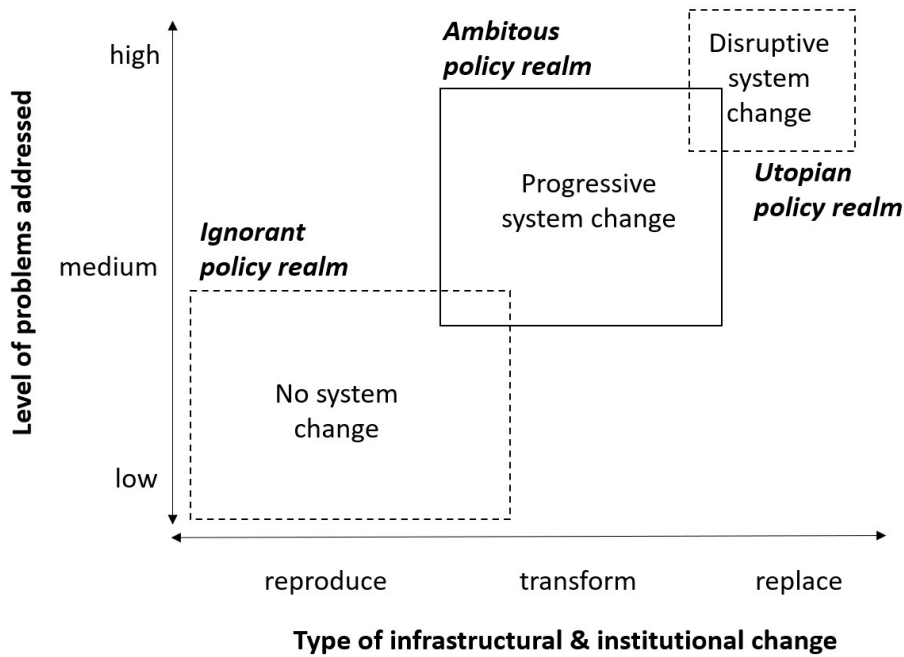 high
Ambitous
policy realm
Disruptive
system
change
Progressive
system change
Utopian
policy realm
Ignorant
policy realm
medium
Level of problems addressed
No system
change
low
reproduce
transform
replace
Type of infrastructural & institutional change